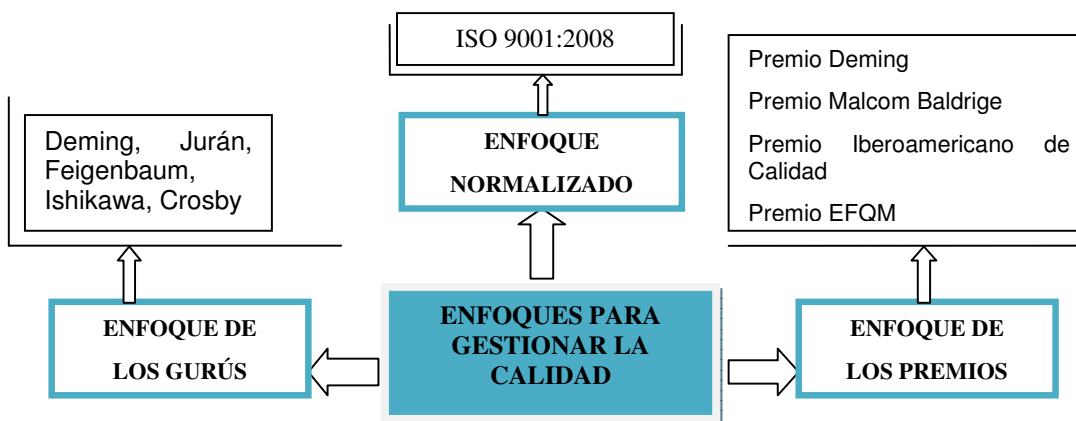 ISO 9001:2008
Premio Deming
Premio Malcom Baldrige
Premio Iberoamericano de
Calidad
Premio EFQM
Deming, Jurán,
Feigenbaum,
Ishikawa, Crosby
ENFOQUE
NORMALIZADO
ENFOQUE DE
LOS GURÚS
ENFOQUES PARA
GESTIONAR LA
CALIDAD
ENFOQUE DE
LOS PREMIOS